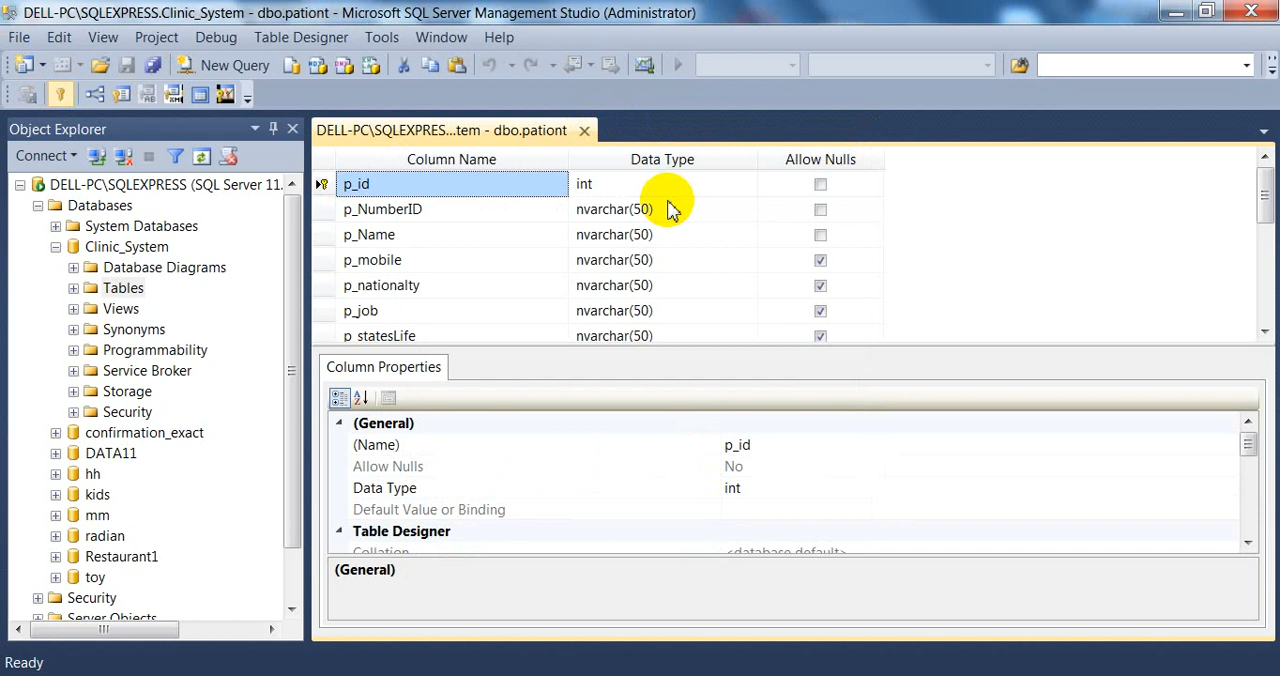 DELL-PC\SQLEXPRESS.Clinic_System - dbo.pationt - Microsoft SQL Server Management Studio (Administrator)
File Edit View Project Debug Table Designer Tools Window Help
New Query
Object Explorer
DELL-PC\SQLEXPRES...tem - dbo.pationt
Connect
DELL-PC\SQLEXPRESS (SQL Server 11.
Databases
System Databases
Clinic_System
Database Diagrams
Tables
Views
Synonyms
Programmability
Service Broker
Storage
Security
confirmation_exact
DATA11
hh
kids
mm
radian
Restaurant1
toy
Security
Server Objects
Column Name Data Type Allow Nulls
p_id int
p_NumberID nvarchar(50)
p_Name nvarchar(50)
p_mobile nvarchar(50)
p_nationalty nvarchar(50)
p_job nvarchar(50)
p_statesLife nvarchar(50)
Column Properties
(General)
(Name) p_id
Allow Nulls No
Data Type int
Default Value or Binding
Table Designer
Collation <database default>
(General)
Ready